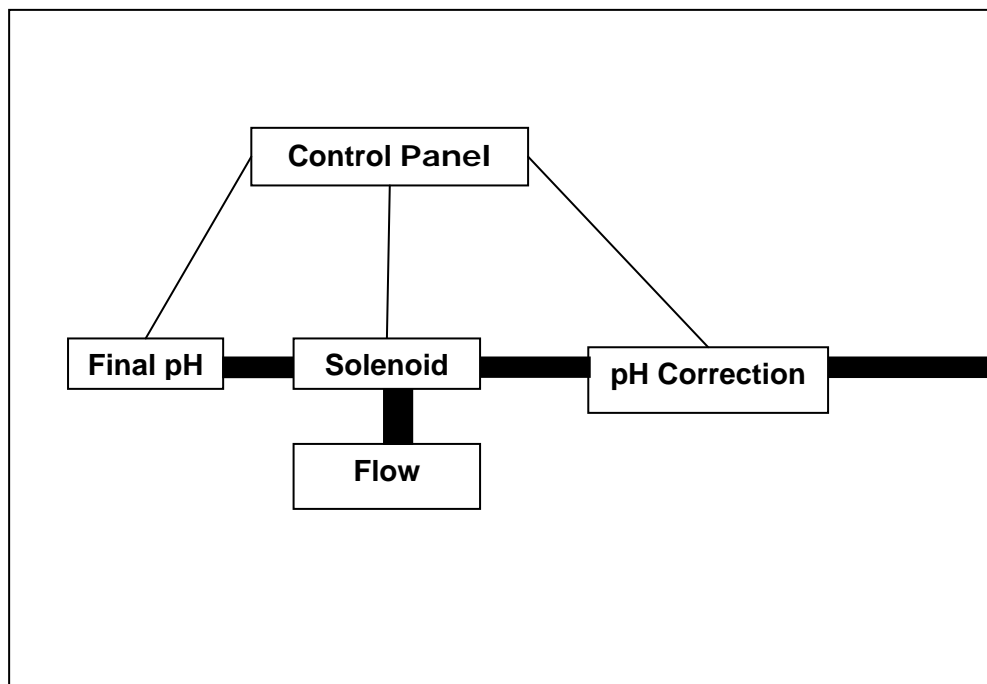 Control Panel
Final pH
Solenoid
pH Correction
Flow